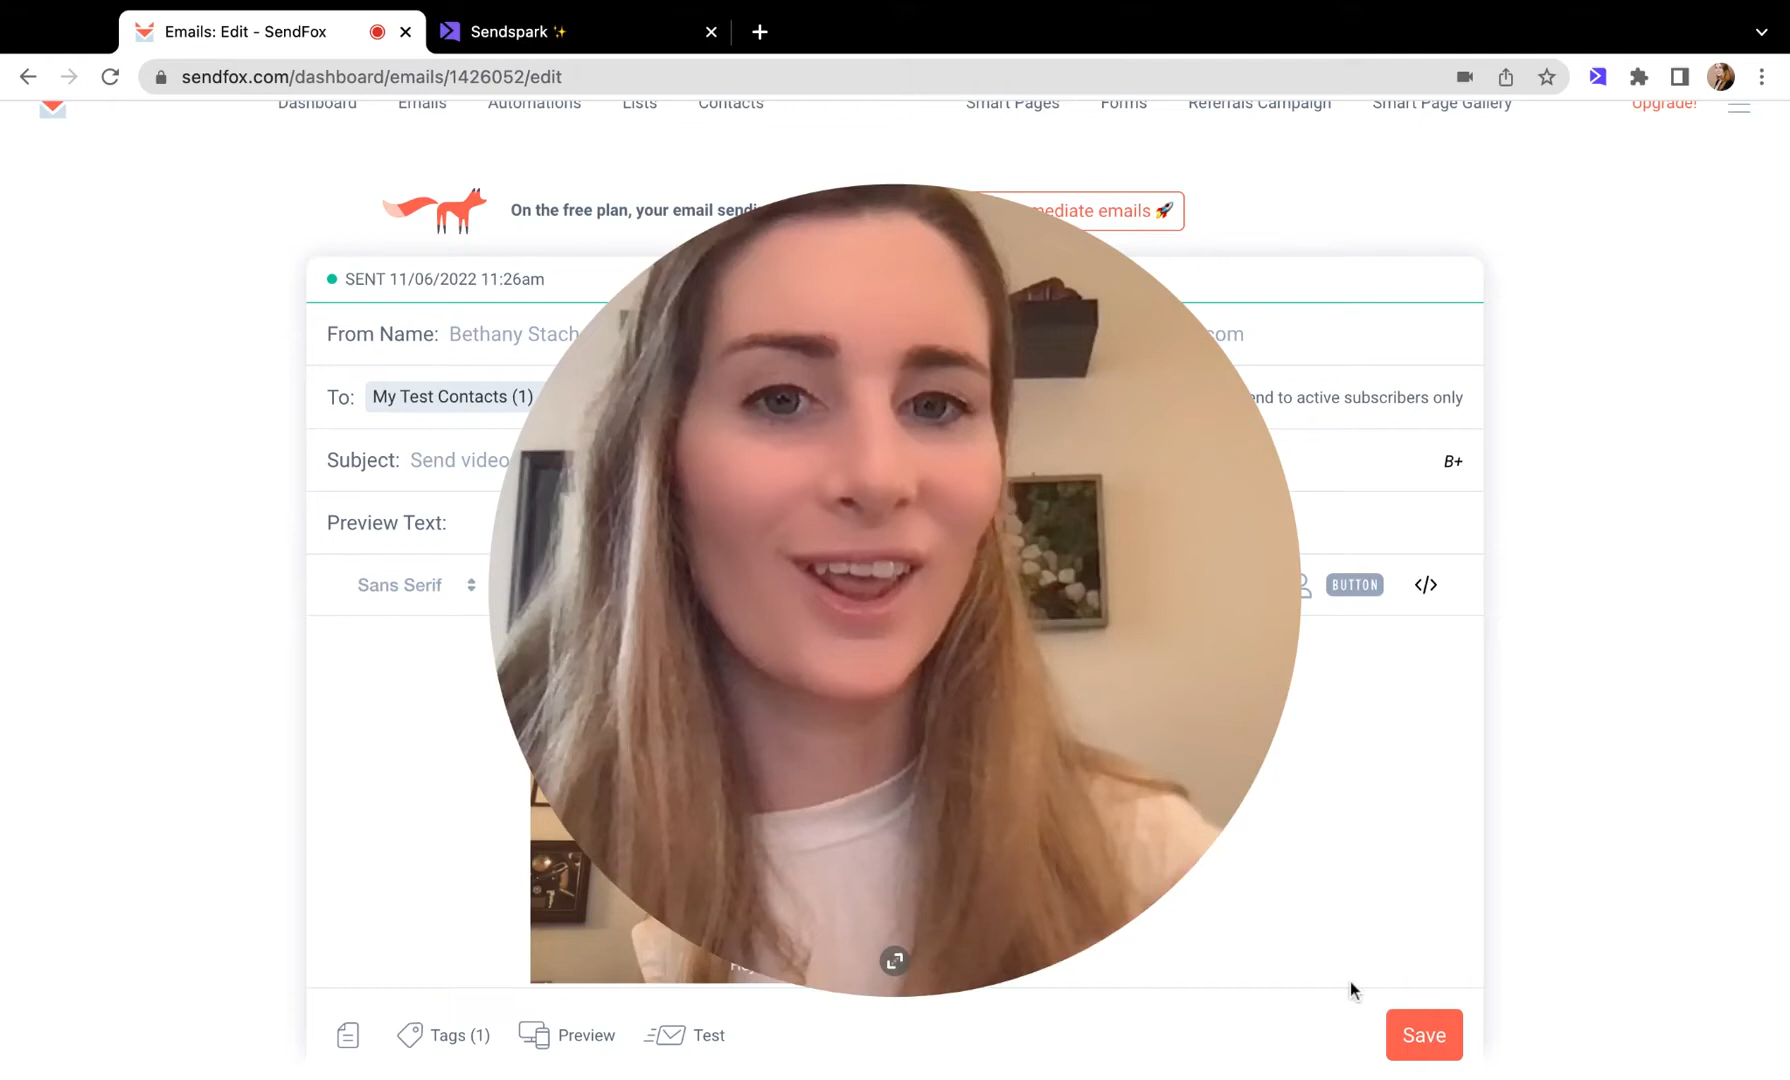 Emails: Edit - SendFox
Sendspark ✨
sendfox.com/dashboard/emails/1426052/edit
Dashboard Emails Automations Lists Contacts Smart Pages Forms Referrals Campaign Smart Page Gallery Upgrade!
On the free plan, your email sendi mediate emails 🚀
SENT 11/06/2022 11:26am
From Name: Bethany Stach com
To: My Test Contacts (1) end to active subscribers only
Subject: Send video B+
Preview Text:
Sans Serif BUTTON </>
Tags (1) Preview Test Save